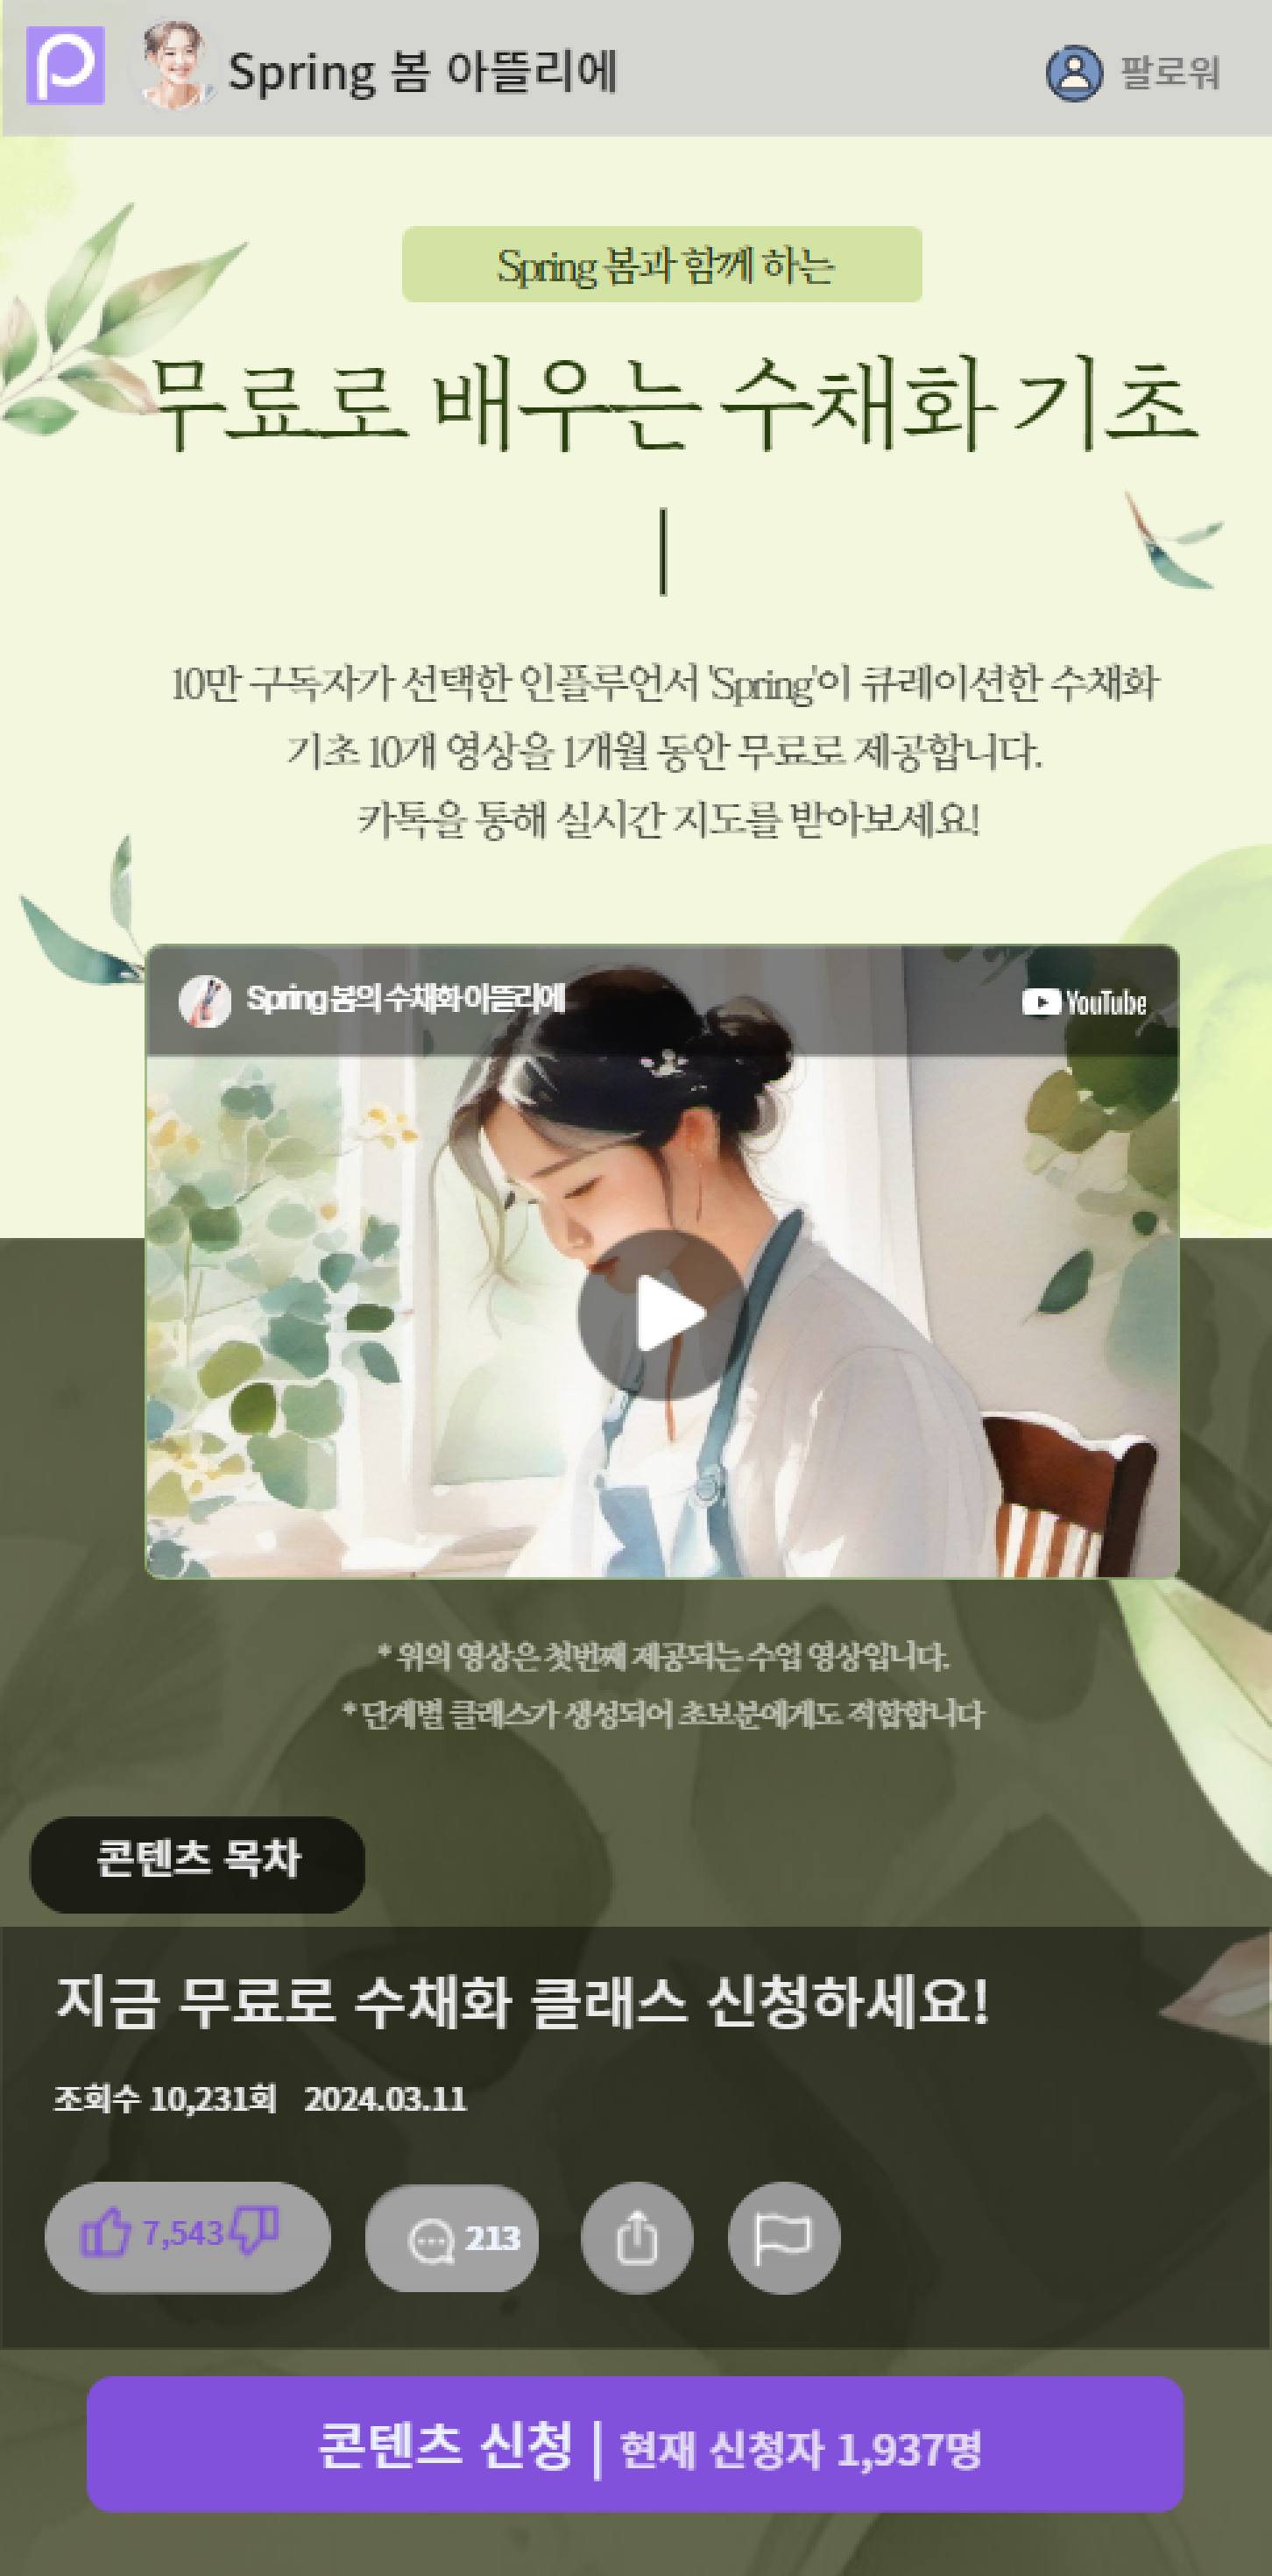 Spring 봄 아뜰리에
팔로워
Spring 봄과 함께 하는
무료로 배우는 수채화 기초
10만 구독자가 선택한 인플루언서 'Spring'이 큐레이션한 수채화
기초 10개 영상을 1개월 동안 무료로 제공합니다.
카톡을 통해 실시간 지도를 받아보세요!
Spring 봄의 수채화 아뜰리에
YouTube
* 위의 영상은 첫번째 제공되는 수업 영상입니다.
* 단계별 클래스가 생성되어 초보분에게도 적합합니다
콘텐츠 목차
지금 무료로 수채화 클래스 신청하세요!
조회수 10,231회 2024.03.11
7,543
213
콘텐츠 신청 | 현재 신청자 1,937명